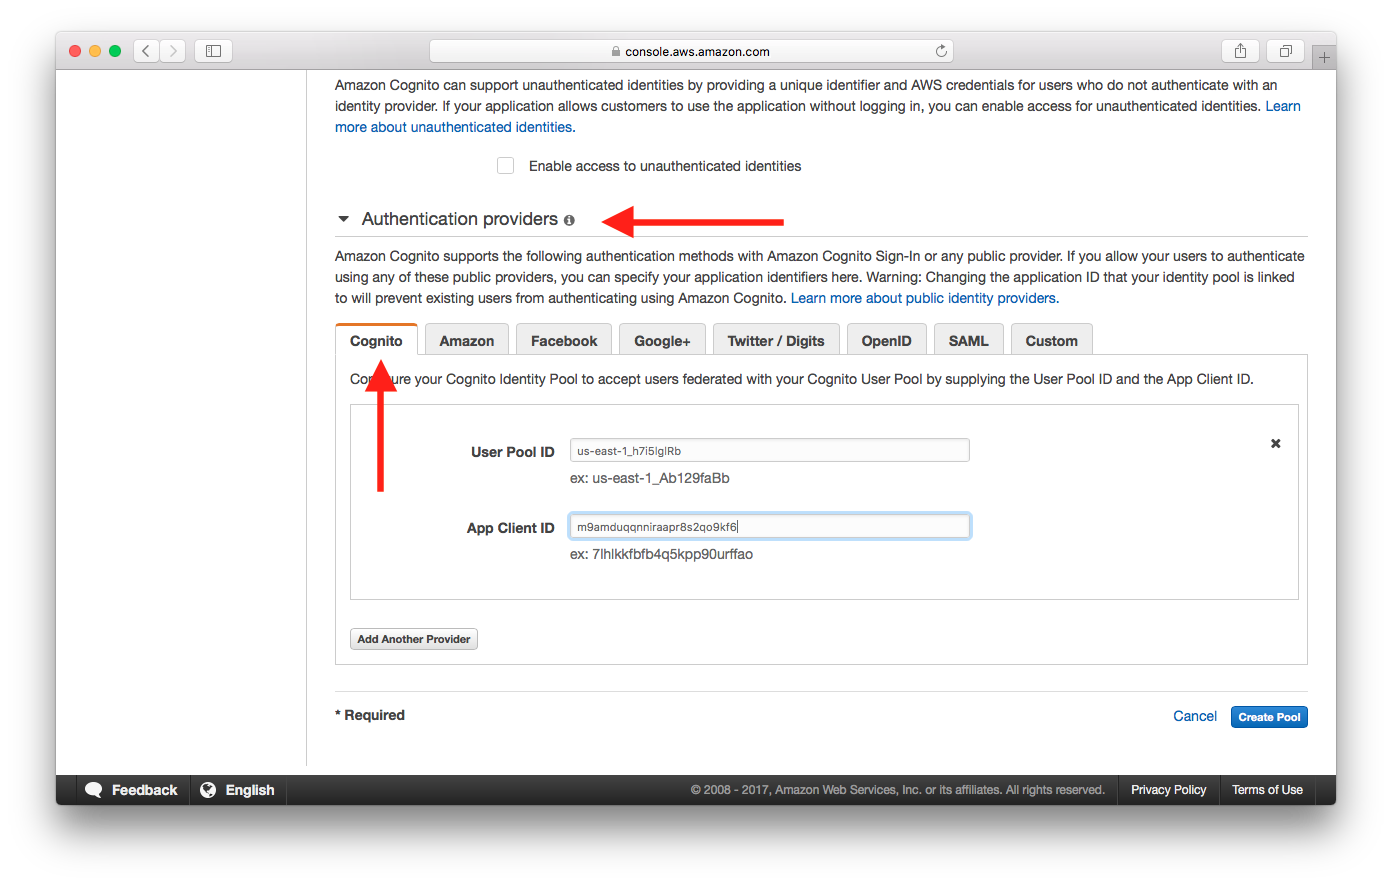 console.aws.amazon.com
Amazon Cognito can support unauthenticated identities by providing a unique identifier and AWS credentials for users who do not authenticate with an
identity provider. If your application allows customers to use the application without logging in, you can enable access for unauthenticated identities. Learn
more about unauthenticated identities.
Enable access to unauthenticated identities
Authentication providers
Amazon Cognito supports the following authentication methods with Amazon Cognito Sign-In or any public provider. If you allow your users to authenticate
using any of these public providers, you can specify your application identifiers here. Warning: Changing the application ID that your identity pool is linked
to will prevent existing users from authenticating using Amazon Cognito. Learn more about public identity providers.
Cognito Amazon Facebook Google+ Twitter / Digits OpenID SAML Custom
your Cognito Identity Pool to accept users federated with your Cognito User Pool by supplying the User Pool ID and the App Client ID.
User Pool ID us-east-1_h7i5IglRb
ex: us-east-1_Ab129faBb
App Client ID m9amduqqnniraapr8s2qo9kf6
ex: 7lhlkkfbfb4q5kpp90urffao
Add Another Provider
* Required
Cancel Create Pool
Feedback English © 2008 - 2017, Amazon Web Services, Inc. or its affiliates. All rights reserved. Privacy Policy Terms of Use